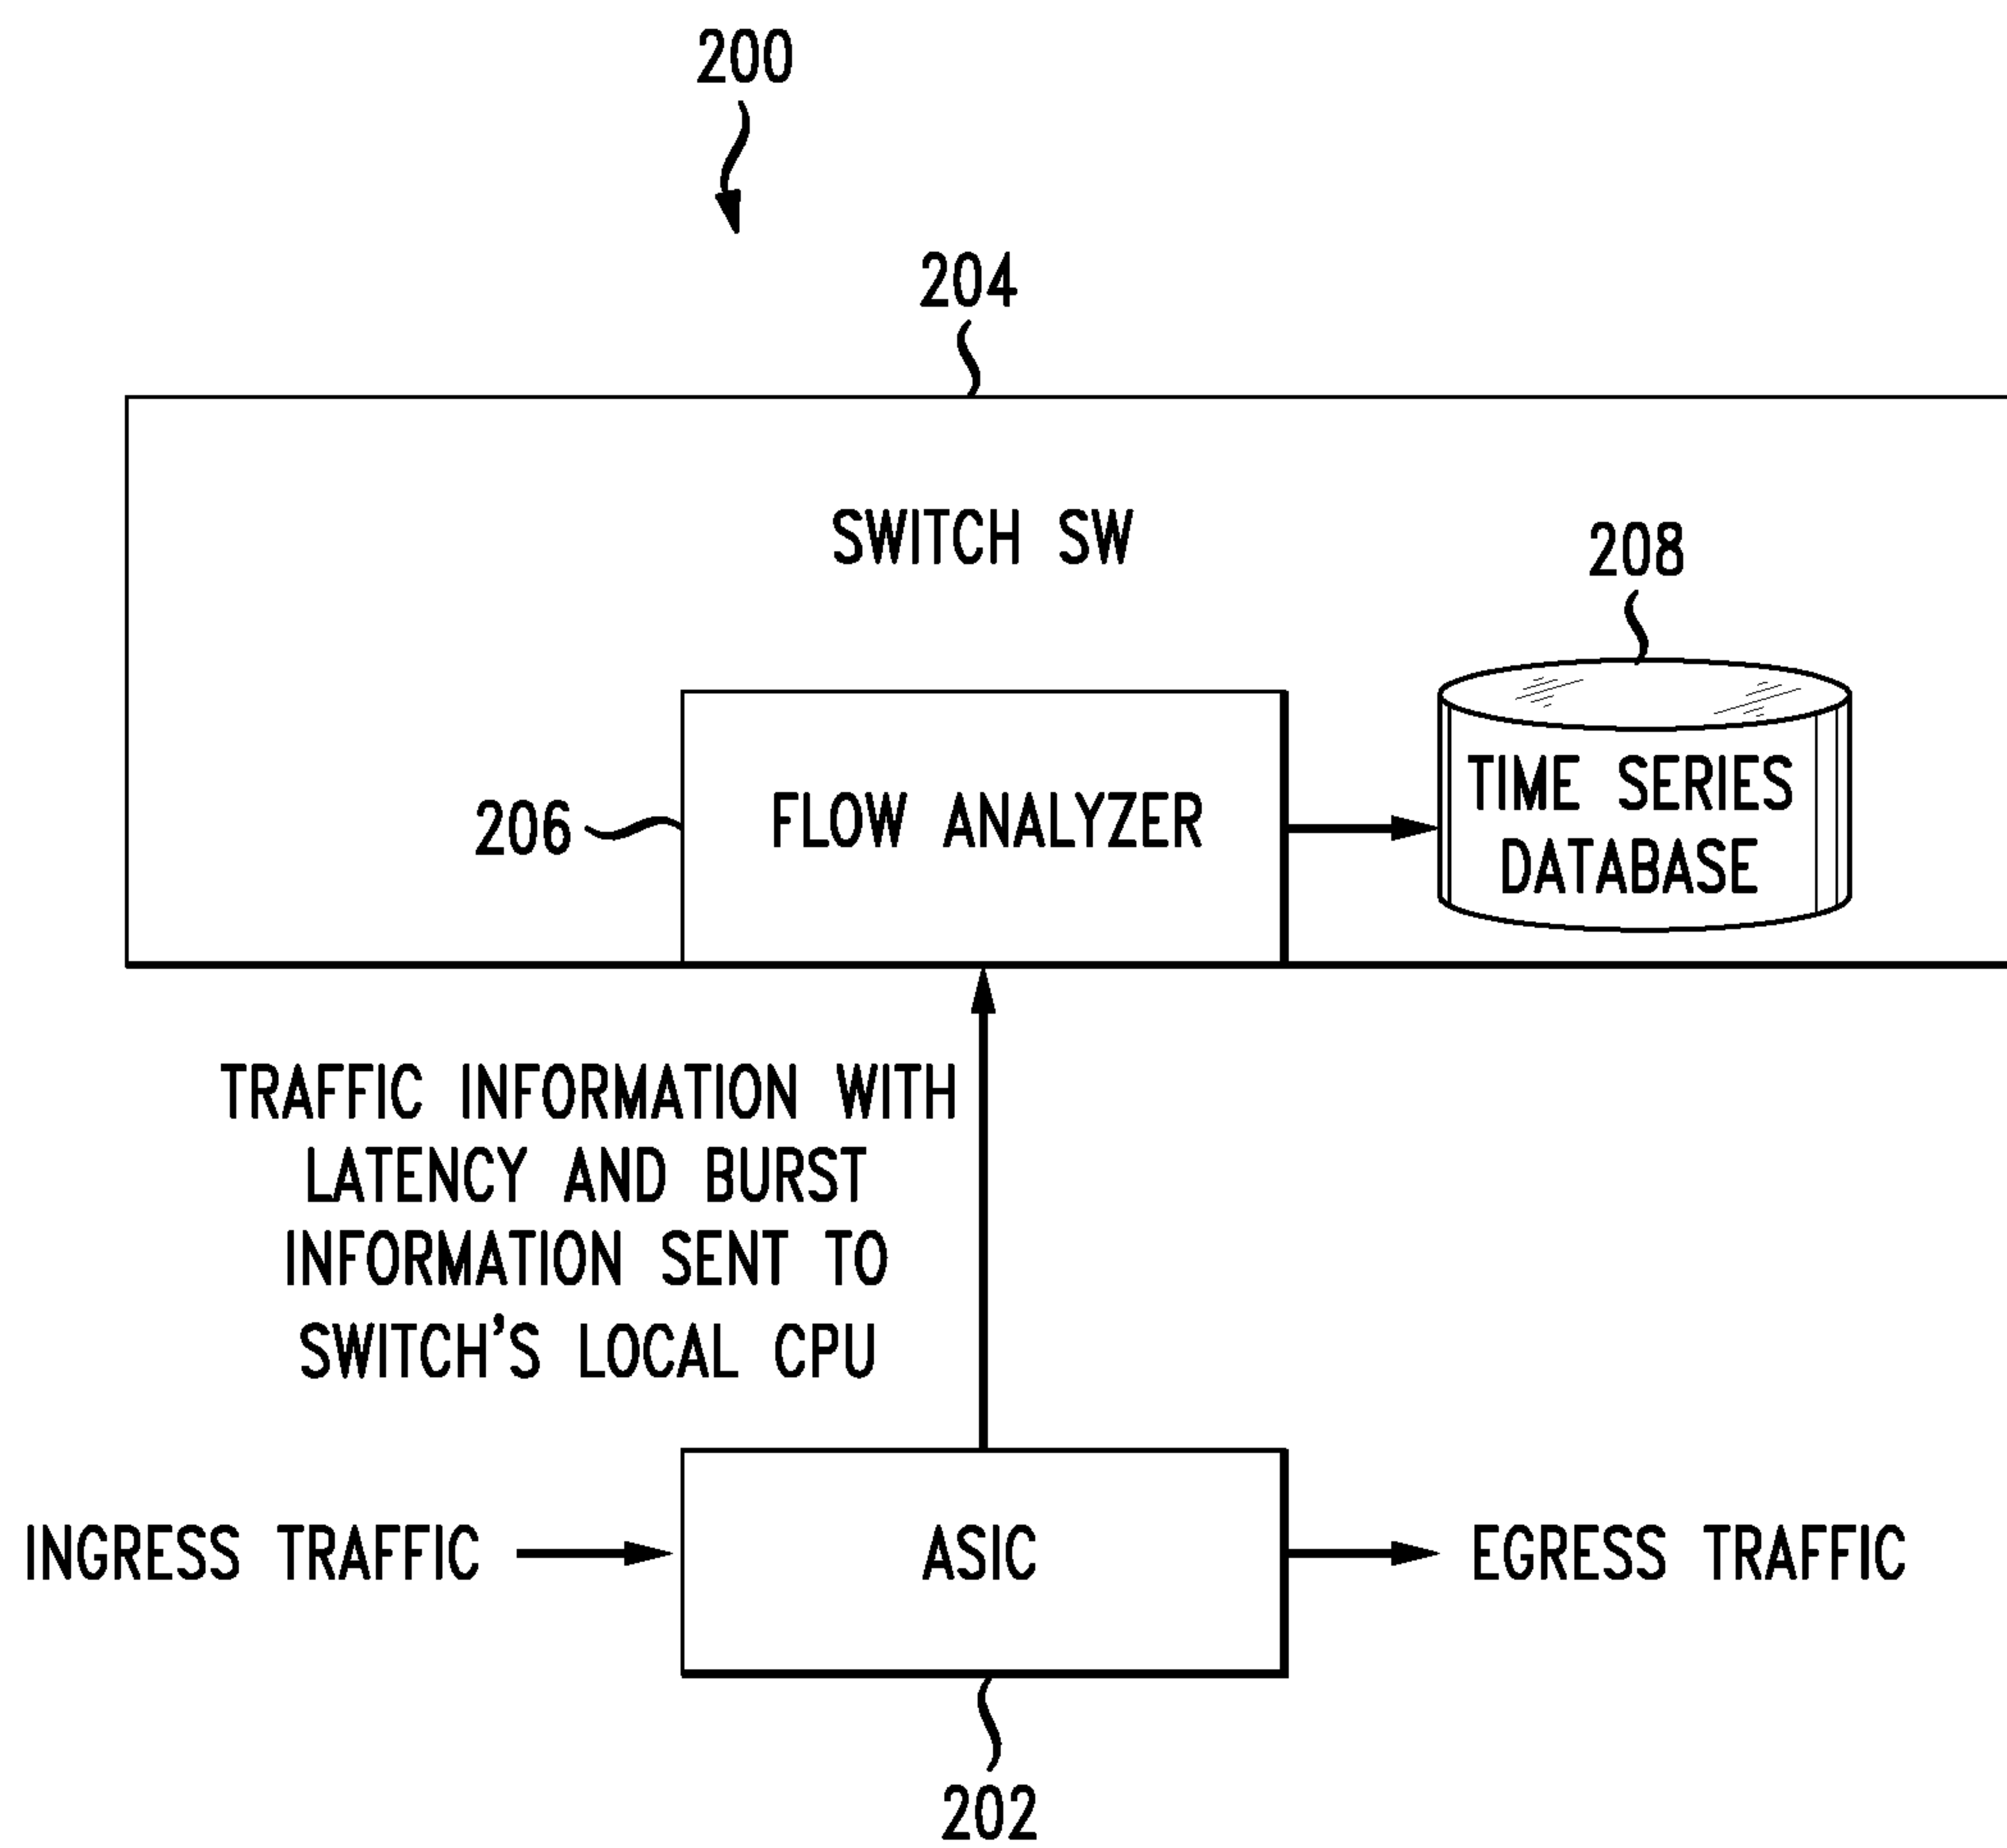 200
204
SWITCH SW
208
TIME SERIES
DATABASE
206
FLOW ANALYZER
TRAFFIC INFORMATION WITH
LATENCY AND BURST
INFORMATION SENT TO
SWITCH'S LOCAL CPU
INGRESS TRAFFIC
ASIC
EGRESS TRAFFIC
202